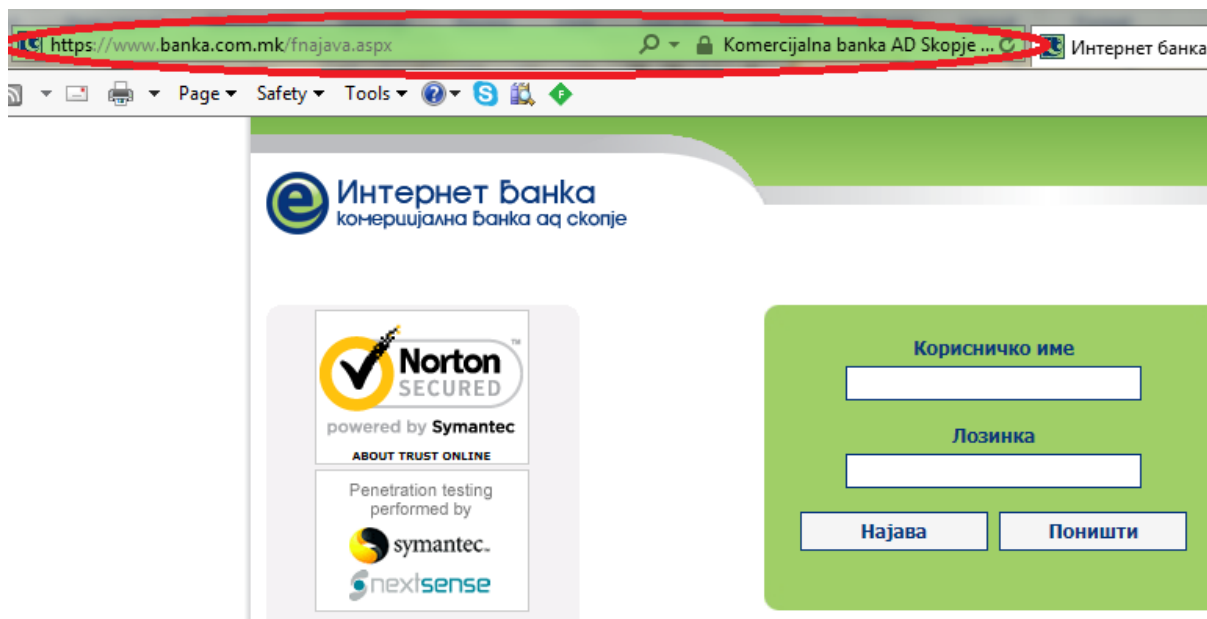 https://www.banka.com.mk/fnajava.aspx
Komercijalna banka AD Skopje ...
Интернет банка
Page
Safety
Tools
Интернет Банка
комерцијална банка ад скопје
Norton
SECURED
powered by Symantec
ABOUT TRUST ONLINE
Penetration testing
performed by
symantec.
nextsense
Корисничко име
Лозинка
Најава
Поништи